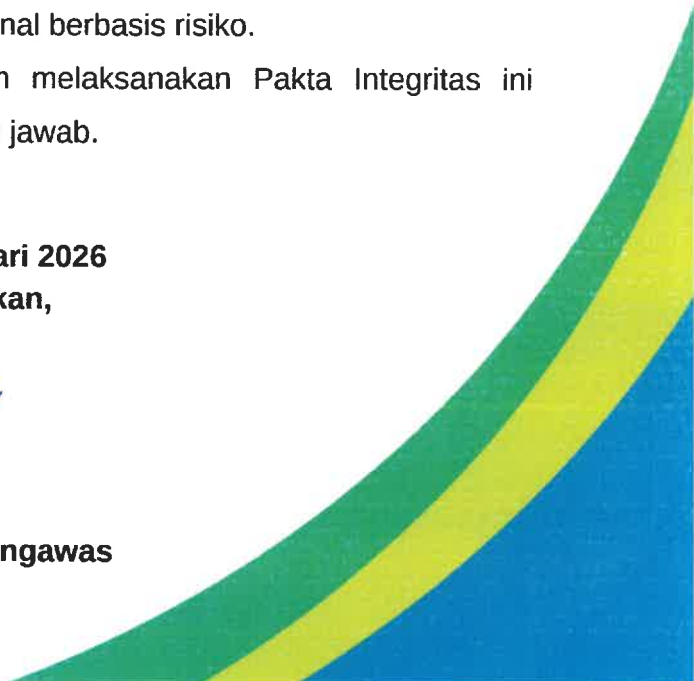 nal berbasis risiko.
melaksanakan Pakta Integritas ini
jawab.
ari 2026
kan,
ngawas